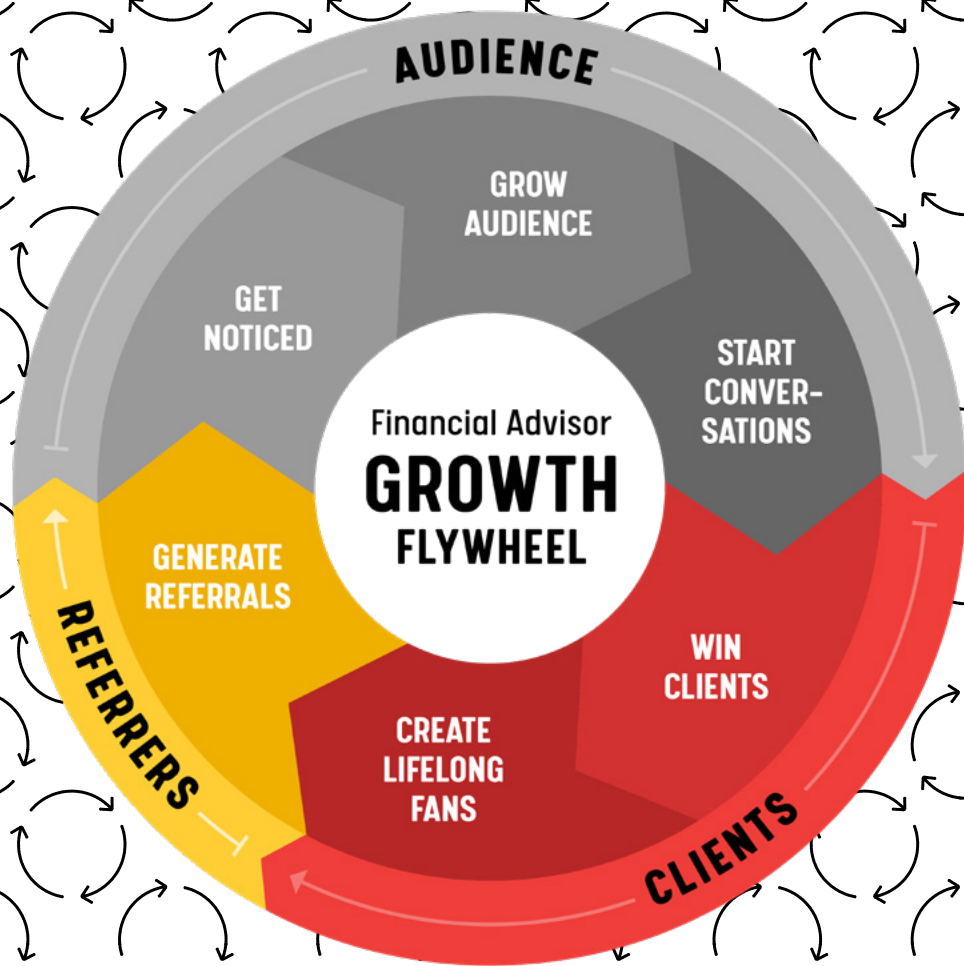 AUDIENCE
GROW
AUDIENCE
GET
NOTICED
START
CONVER-
SATIONS
Financial Advisor
GROWTH
FLYWHEEL
GENERATE
REFERRALS
WIN
CLIENTS
CREATE
LIFELONG
FANS
REFERRERS
CLIENTS